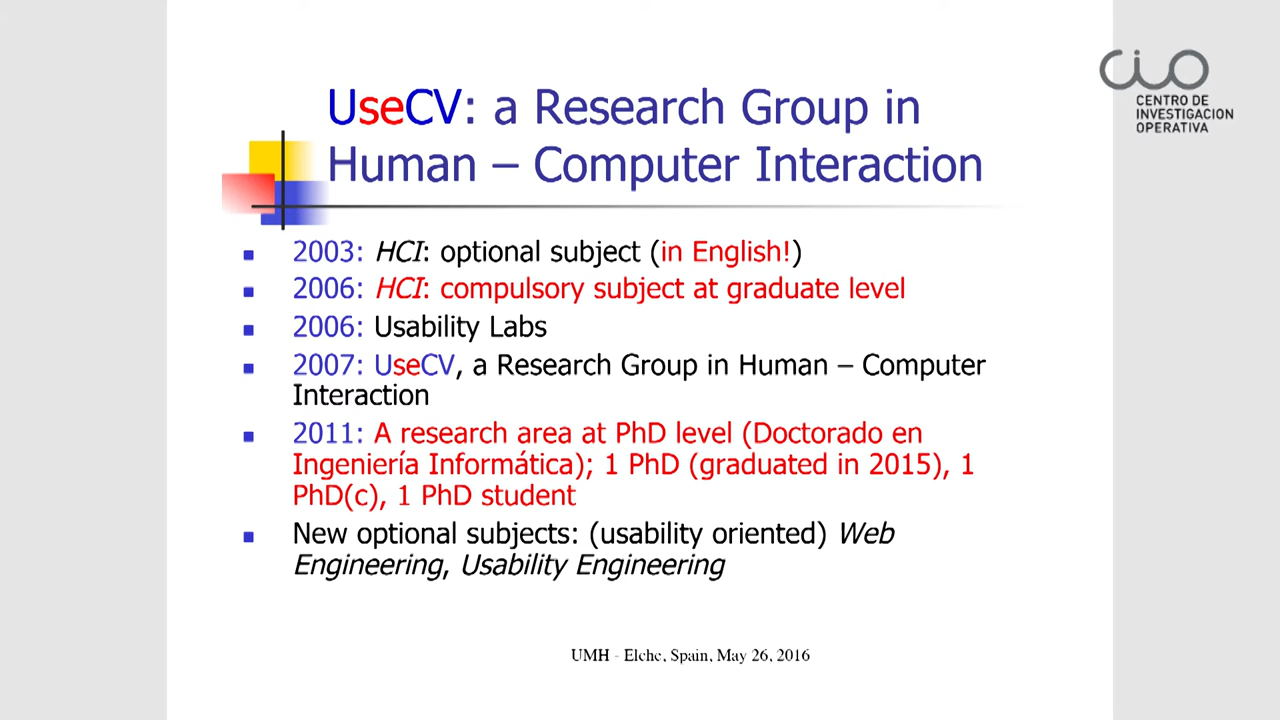 UseCV: a Research Group in
Human – Computer Interaction
CIO
CENTRO DE
INVESTIGACION
OPERATIVA
2003: HCI: optional subject (in English!)
2006: HCI: compulsory subject at graduate level
2006: Usability Labs
2007: UseCV, a Research Group in Human – Computer
Interaction
2011: A research area at PhD level (Doctorado en
Ingeniería Informática); 1 PhD (graduated in 2015), 1
PhD(c), 1 PhD student
New optional subjects: (usability oriented) Web
Engineering, Usability Engineering
UMH - Elche, Spain, May 26, 2016